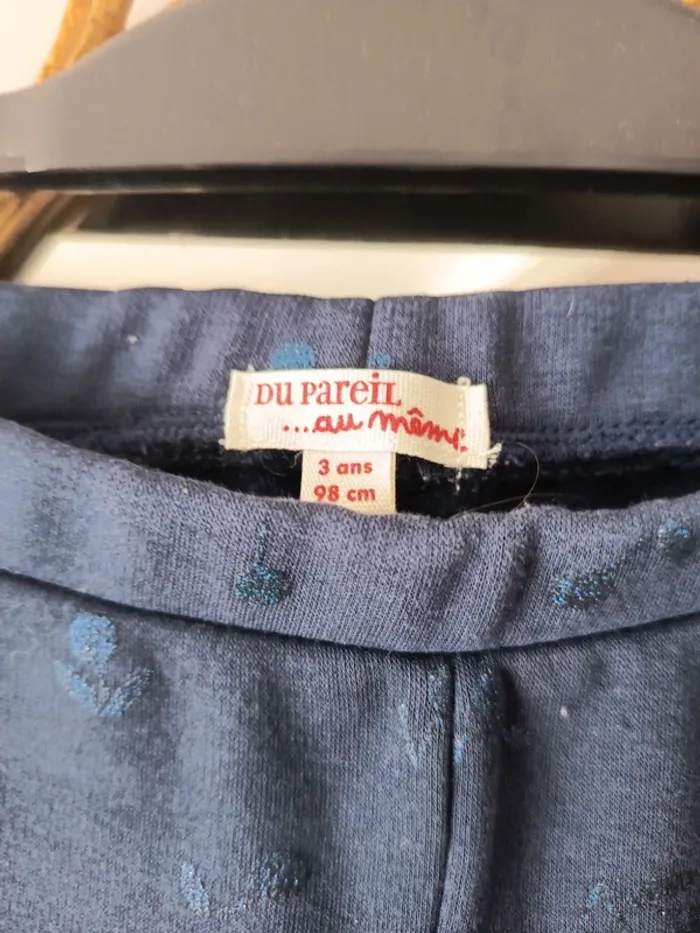 DU PareiL
...au même
3 ans
98 cm